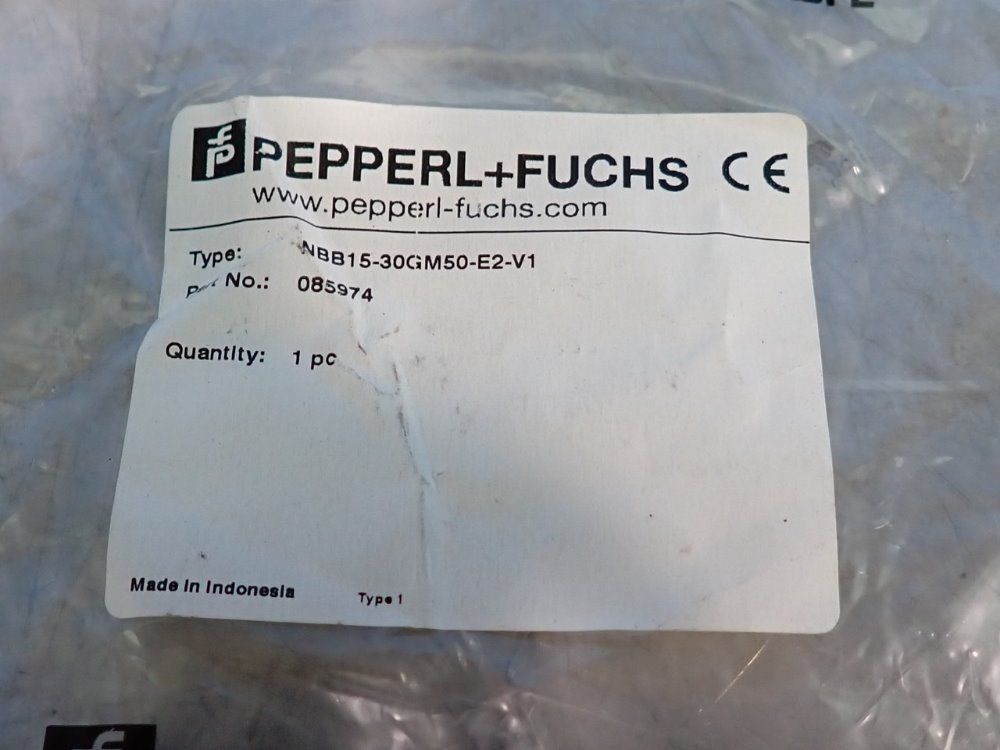 PEPPERL+FUCHS CE
www.pepperl-fuchs.com
Type: NBB15-30GM50-E2-V1
No.: 085974
Quantity: 1 pc
Made in Indonesia
Type 1